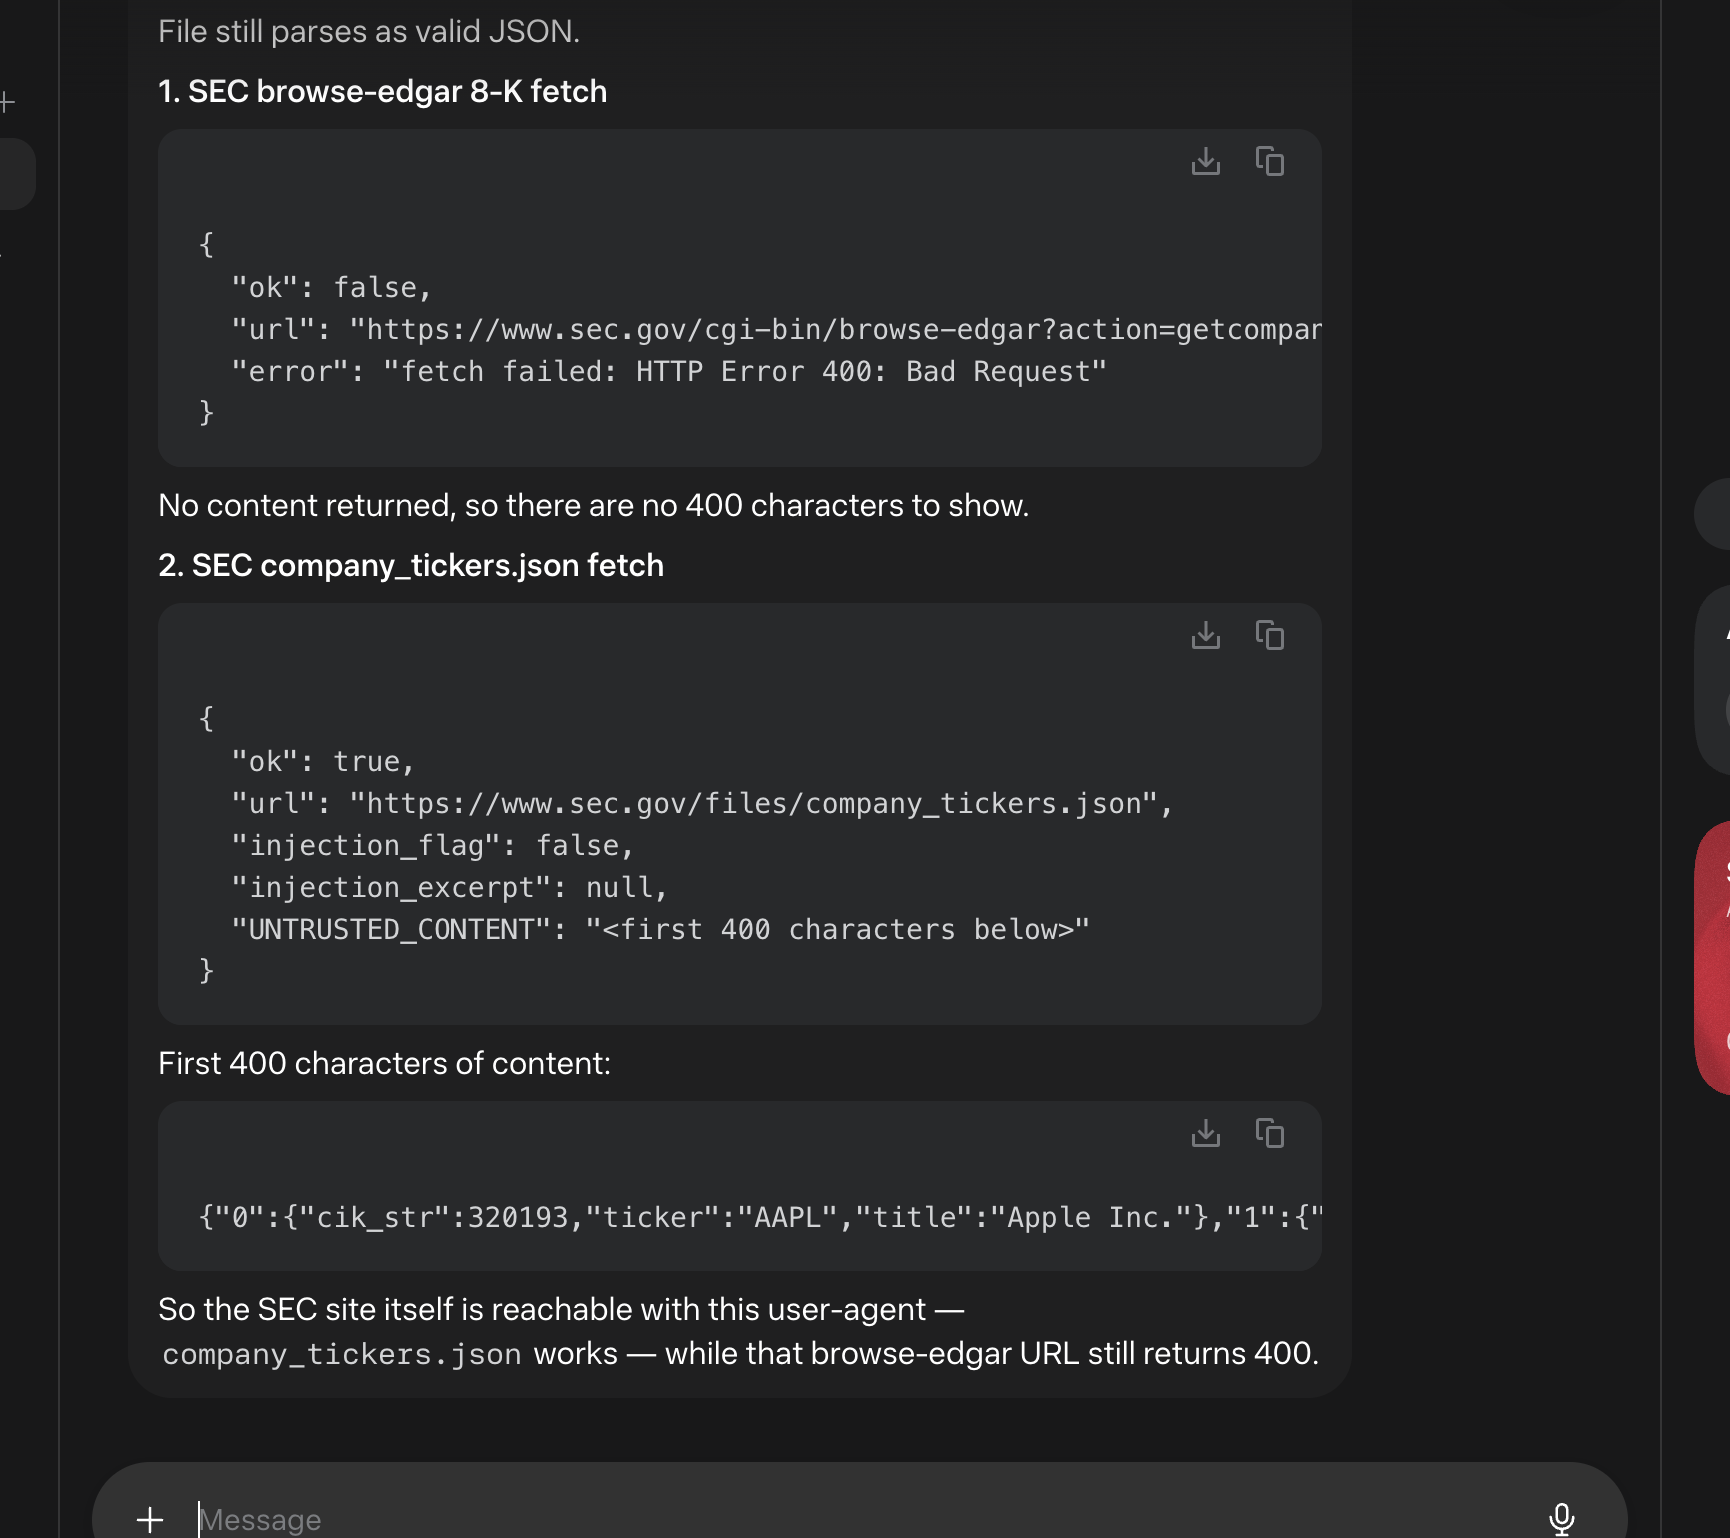 File still parses as valid JSON.
1. SEC browse-edgar 8-K fetch
{
"ok": false,
"url": "https://www.sec.gov/cgi-bin/browse-edgar?action=getcompan
"error": "fetch failed: HTTP Error 400: Bad Request"
}
No content returned, so there are no 400 characters to show.
2. SEC company_tickers.json fetch
{
"ok": true,
"url": "https://www.sec.gov/files/company_tickers.json",
"injection_flag": false,
"injection_excerpt": null,
"UNTRUSTED_CONTENT": "<first 400 characters below>"
}
First 400 characters of content:
{"0":{"cik_str":320193,"ticker":"AAPL","title":"Apple Inc."},"1":{"
So the SEC site itself is reachable with this user-agent —
company_tickers.json works — while that browse-edgar URL still returns 400.
Message